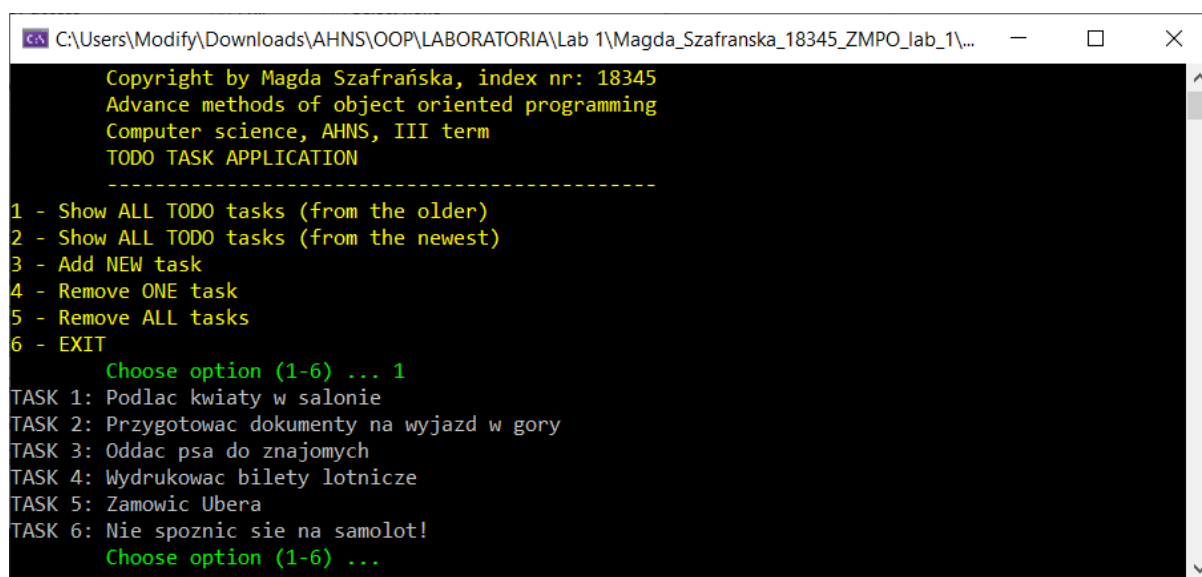 C:\Users\Modify\Downloads\AHNS\OOP\LABORATORIA\Lab 1\Magda_Szafranska_18345_ZMPO_lab_1\...
Copyright by Magda Szafrańska, index nr: 18345
Advance methods of object oriented programming
Computer science, AHNS, III term
TODO TASK APPLICATION
----------------------------------------------
1 - Show ALL TODO tasks (from the older)
2 - Show ALL TODO tasks (from the newest)
3 - Add NEW task
4 - Remove ONE task
5 - Remove ALL tasks
6 - EXIT
Choose option (1-6) ... 1
TASK 1: Podlac kwiaty w salonie
TASK 2: Przygotowac dokumenty na wyjazd w gory
TASK 3: Oddac psa do znajomych
TASK 4: Wydrukowac bilety lotnicze
TASK 5: Zamowic Ubera
TASK 6: Nie spoznic sie na samolot!
Choose option (1-6) ...